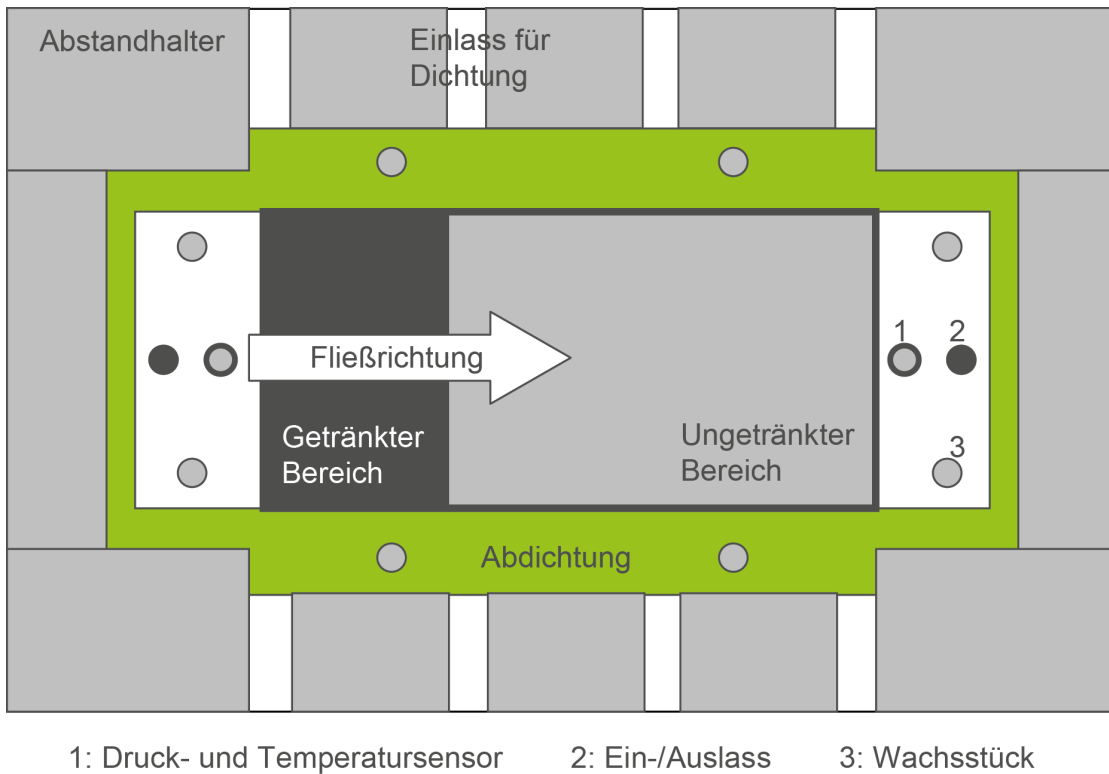 Abstandhalter
Einlass für
Dichtung
1
2
Fließrichtung
Getränkter
Bereich
Ungetränkter
Bereich
3
Abdichtung
1: Druck- und Temperatursensor
2: Ein-/Auslass
3: Wachsstück